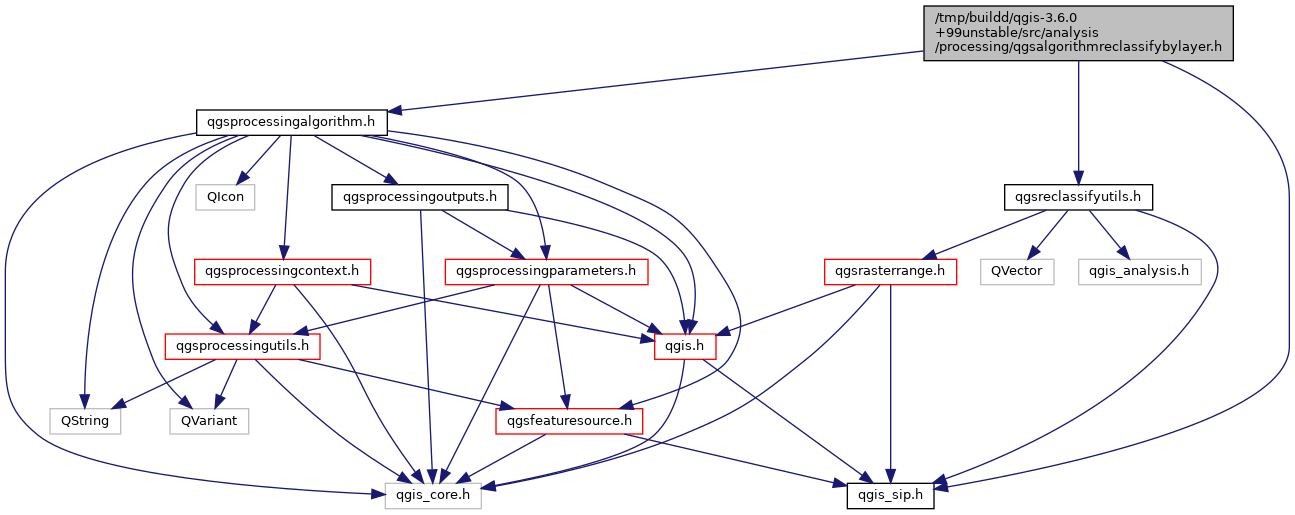 /tmp/buildd/qgis-3.6.0
+99unstable/src/analysis
/processing/qgsalgorithmreclassifybylayer.h
qgsprocessingalgorithm.h
QIcon
qgsprocessingoutputs.h
qgsreclassifyutils.h
qgsprocessingcontext.h
qgsprocessingparameters.h
qgsrasterrange.h
QVector
qgis_analysis.h
qgsprocessingutils.h
qgis.h
QString
QVariant
qgsfeaturesource.h
qgis_core.h
qgis_sip.h